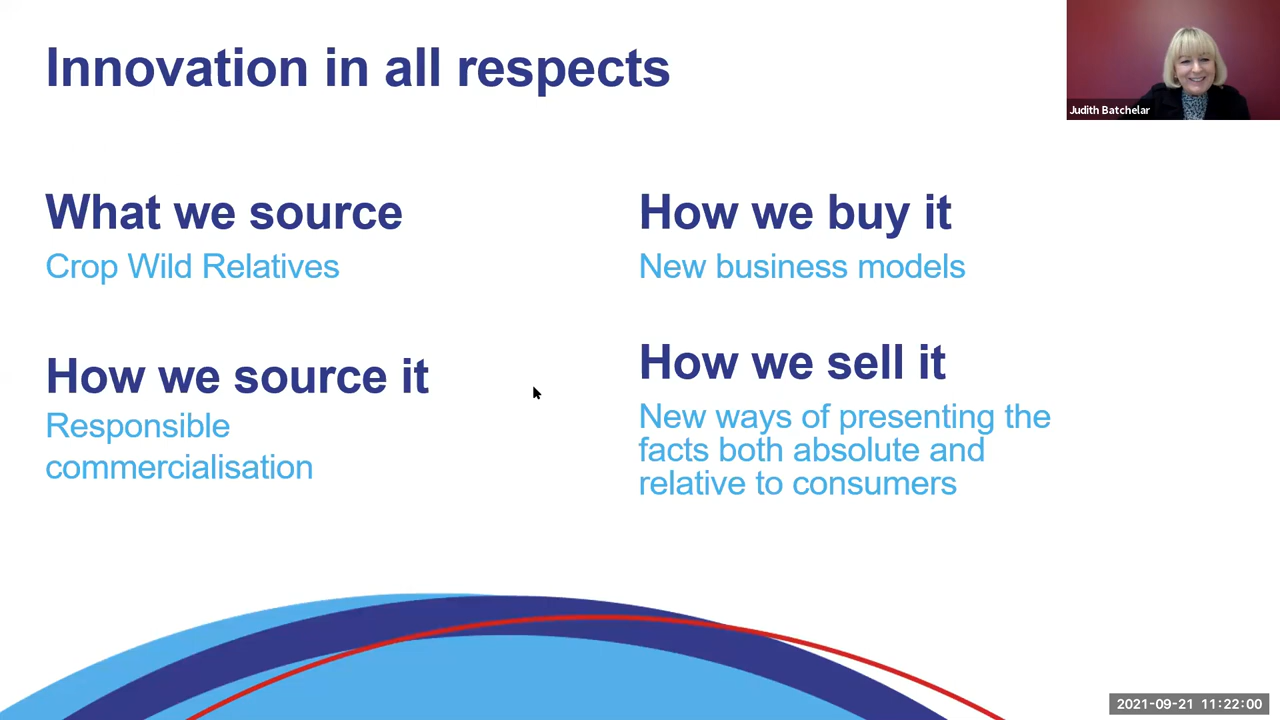 Innovation in all respects
Judith Batchelar
What we source
Crop Wild Relatives
How we source it
Responsible
commercialisation
How we buy it
New business models
How we sell it
New ways of presenting the
facts both absolute and
relative to consumers
2021-09-21 11:22:00